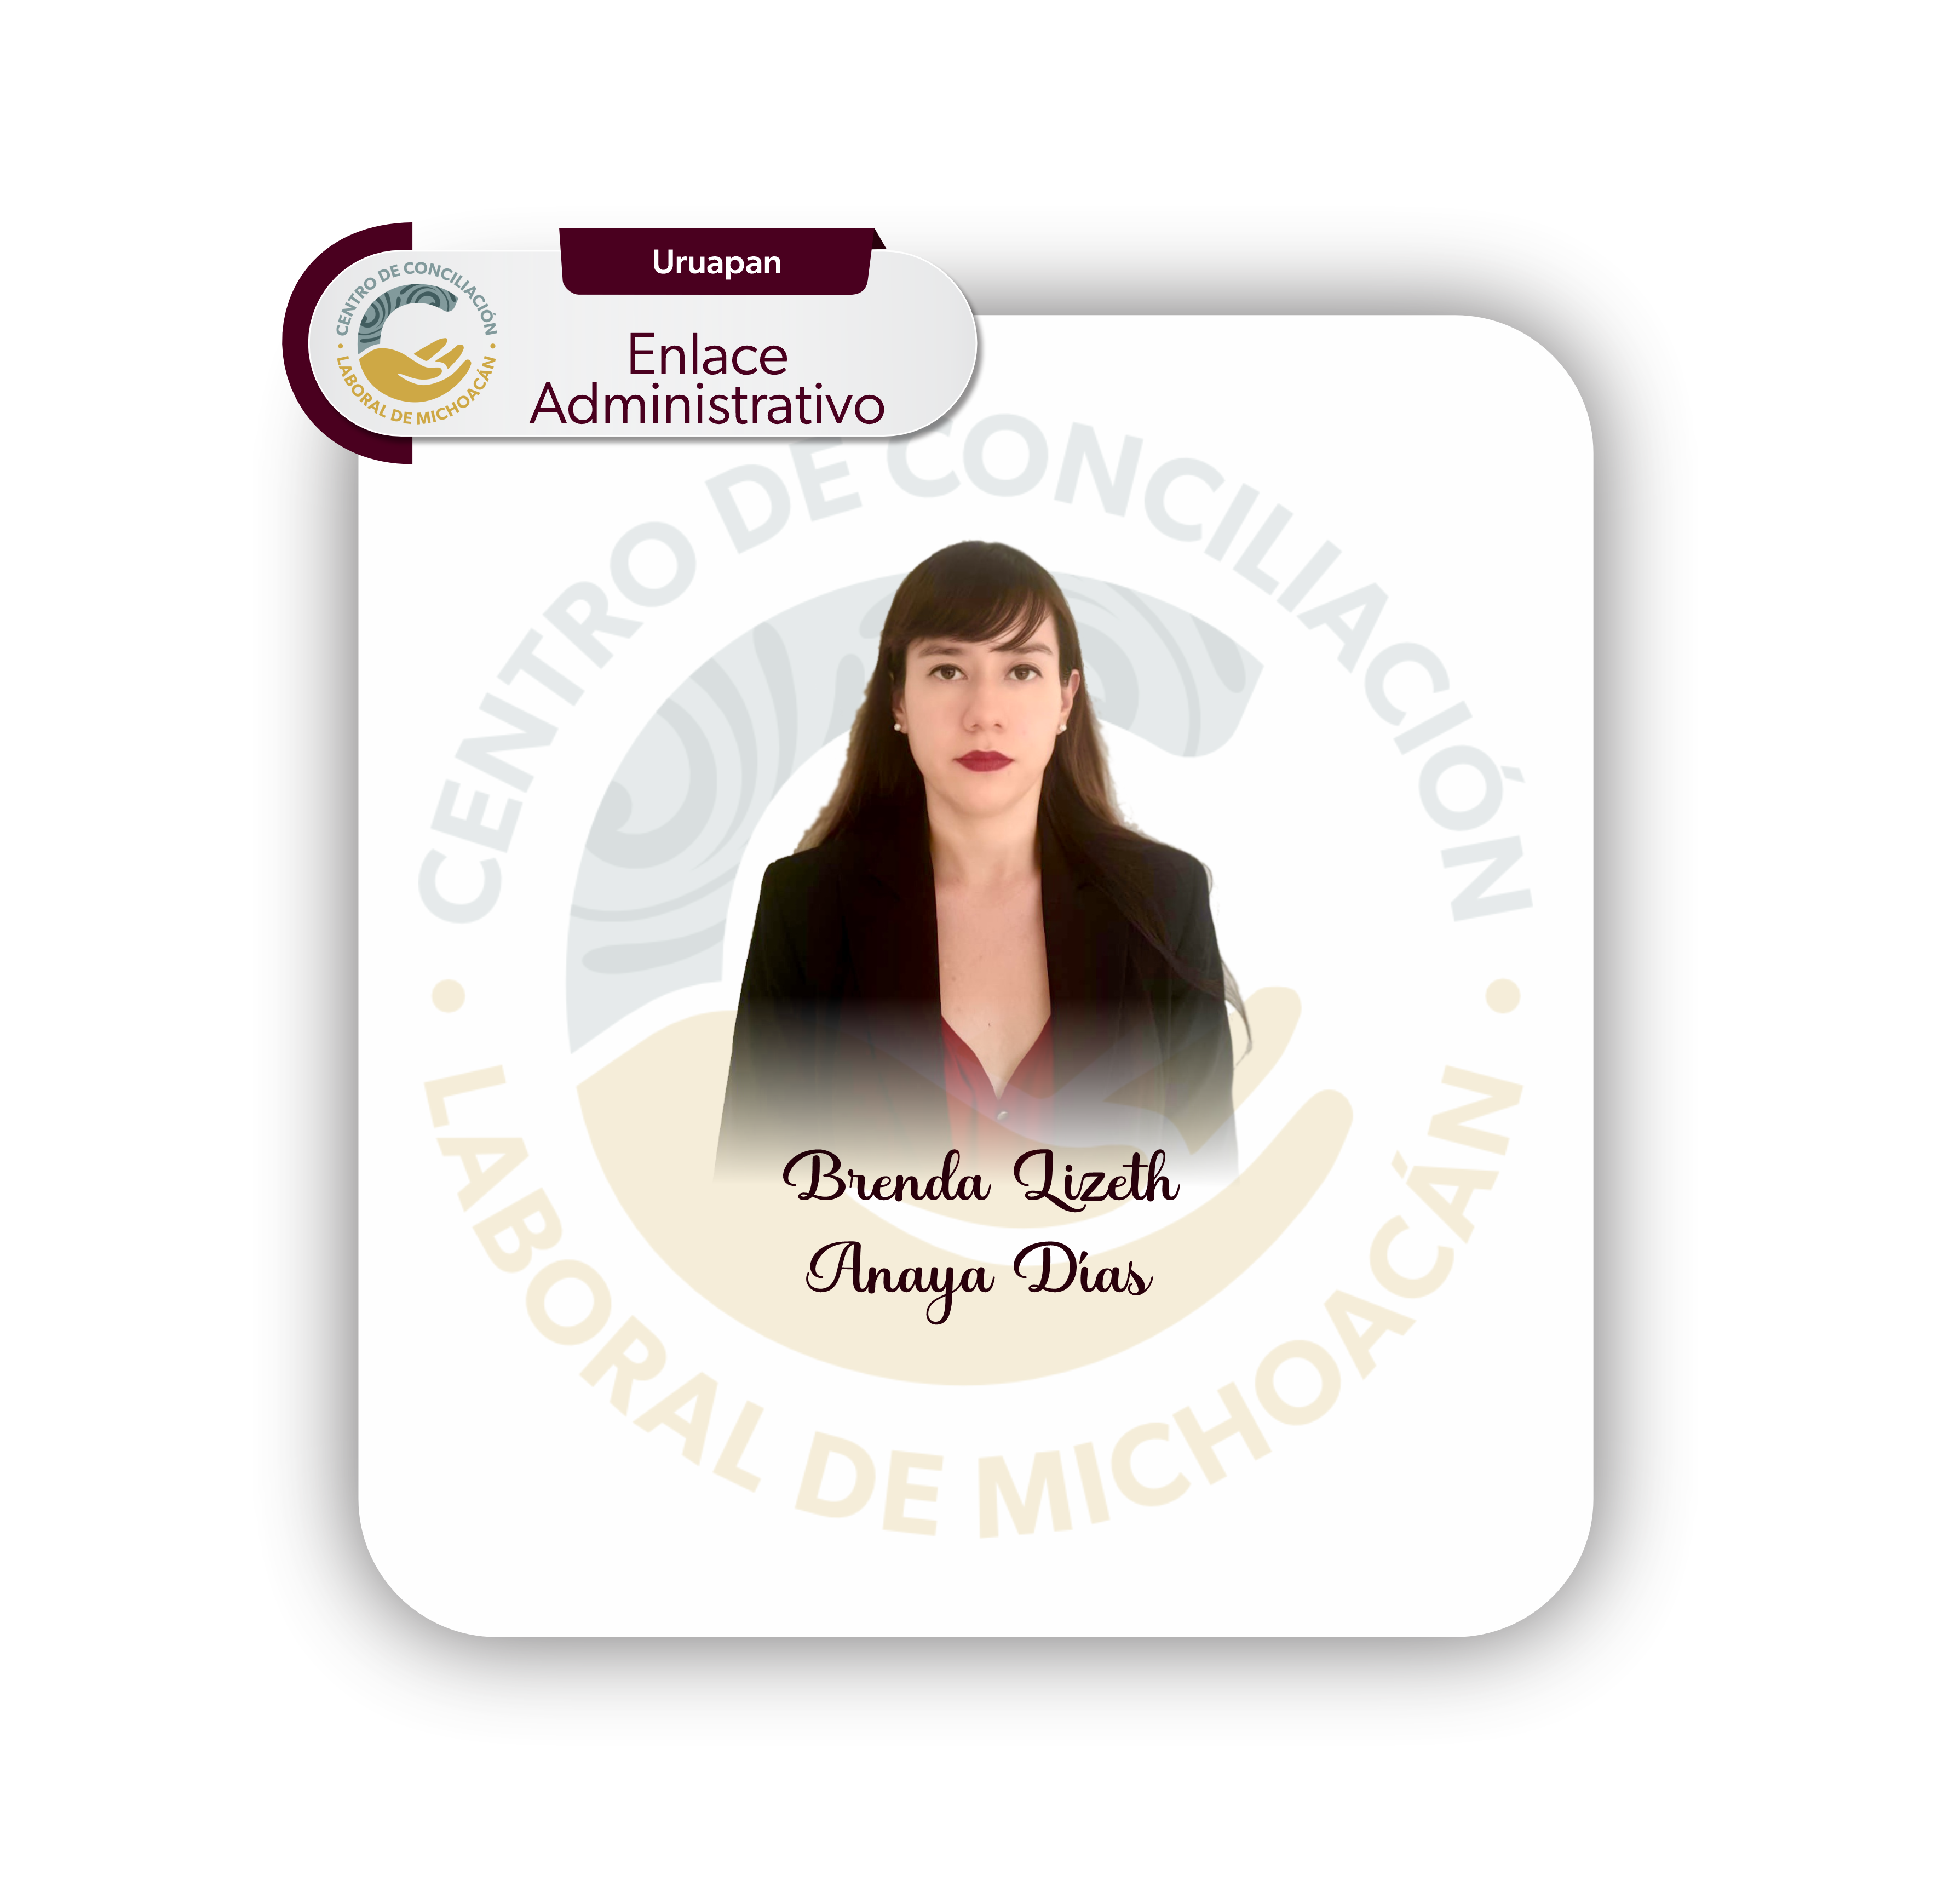 Uruapan
CENTRO DE CONCILIACIÓN
LABORAL DE MICHOACÁN
Enlace
Administrativo
CENTRO DE CONCILIACIÓN
LABORAL DE MICHOACÁN
Brenda Lizeth
Anaya Días